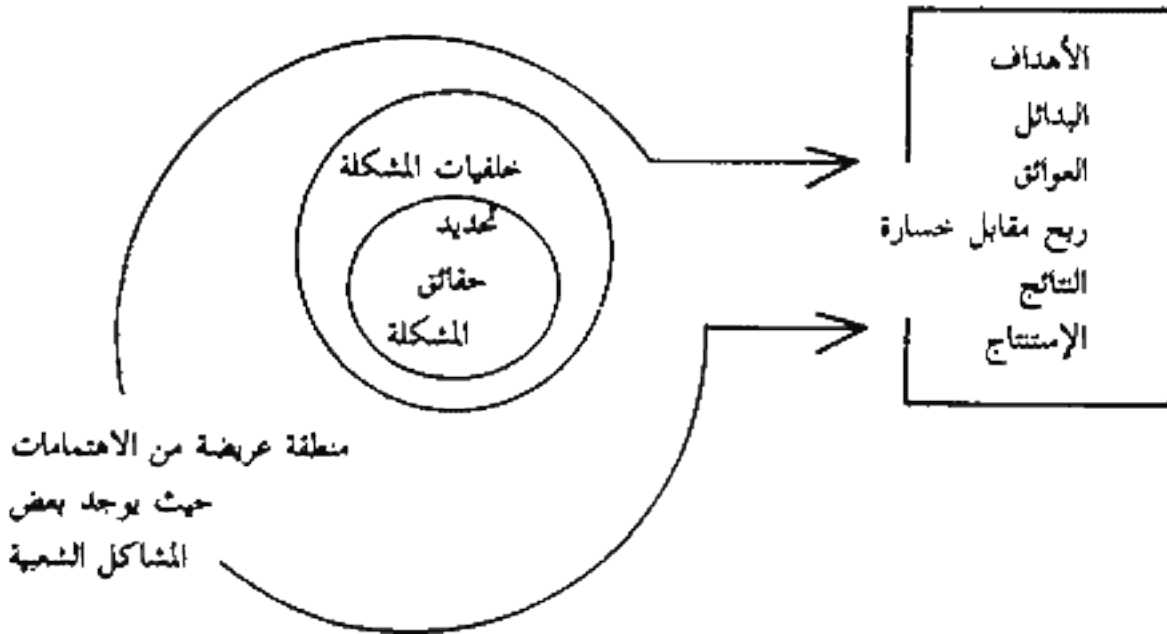 الأهداف
البدائل
العوائق
ربح مقابل خسارة
النتائج
الإستنتاج
خلفيات المشكلة
تحديد
حقائق
المشكلة
منطقة عريضة من الاهتمامات
حيث يوجد بعض
المشاكل الشعبية